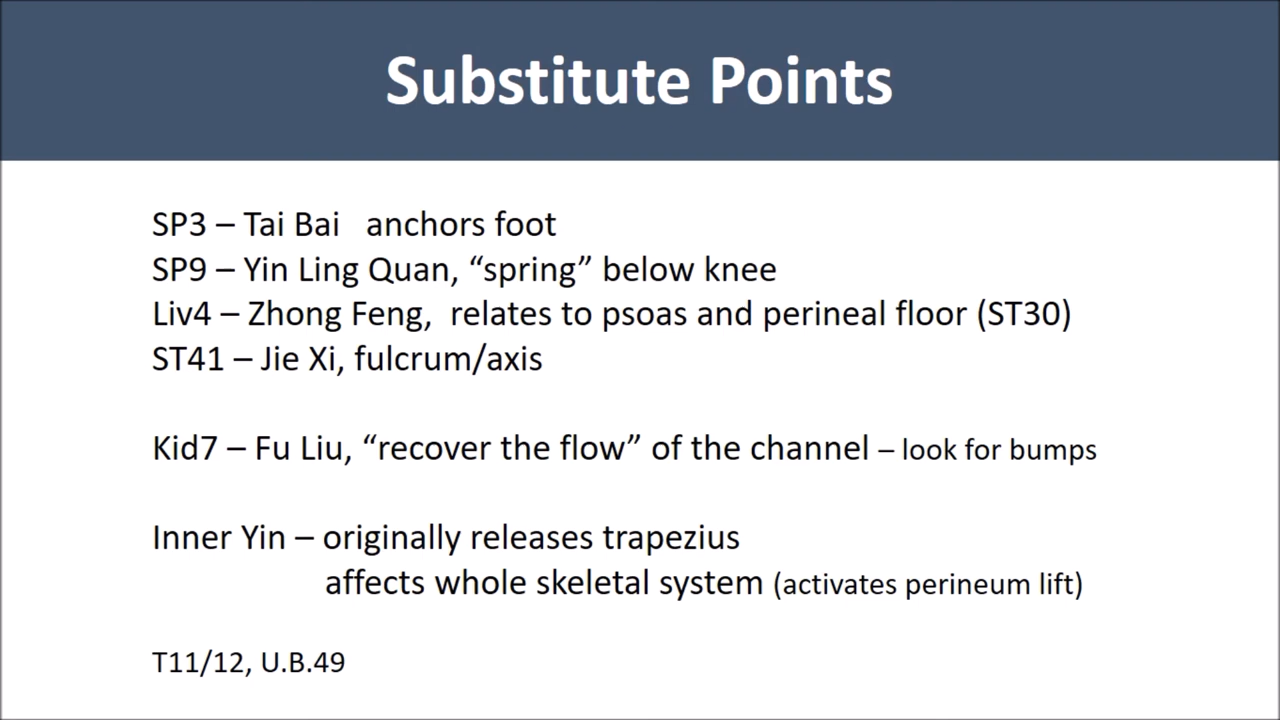 Substitute Points
SP3 – Tai Bai   anchors foot
SP9 – Yin Ling Quan, “spring” below knee
Liv4 – Zhong Feng,  relates to psoas and perineal floor (ST30)
ST41 – Jie Xi, fulcrum/axis
Kid7 – Fu Liu, “recover the flow” of the channel – look for bumps
Inner Yin – originally releases trapezius
affects whole skeletal system (activates perineum lift)
T11/12, U.B.49